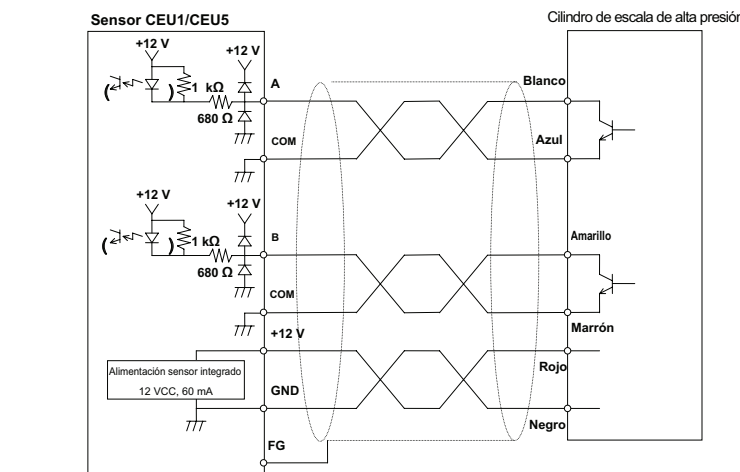 Sensor CEU1/CEU5
Cilindro de escala de alta presión
+12 V
+12 V
( ) 1 kΩ
680 Ω
A
COM
Blanco
Azul
+12 V
+12 V
( ) 1 kΩ
680 Ω
B
COM
Amarillo
Marrón
+12 V
Rojo
Alimentación sensor integrado
12 VCC, 60 mA
GND
Negro
FG